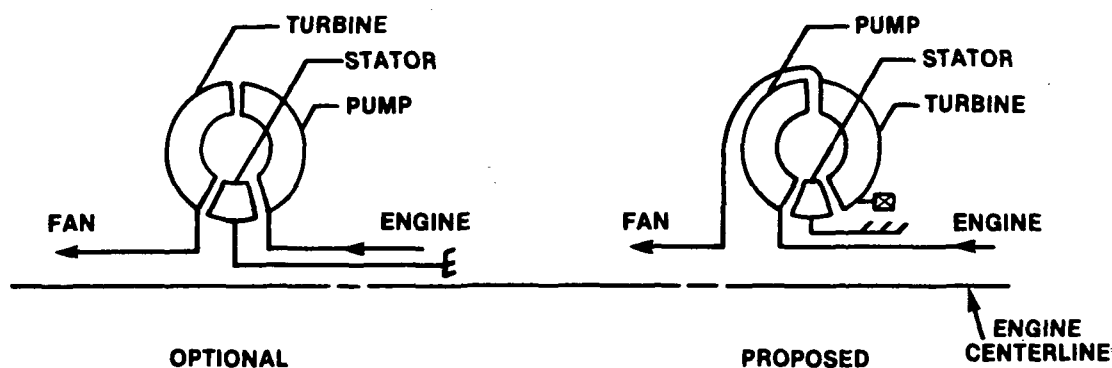 TURBINE
STATOR
PUMP
FAN
ENGINE
OPTIONAL
PUMP
STATOR
TURBINE
FAN
ENGINE
ENGINE
CENTERLINE
PROPOSED